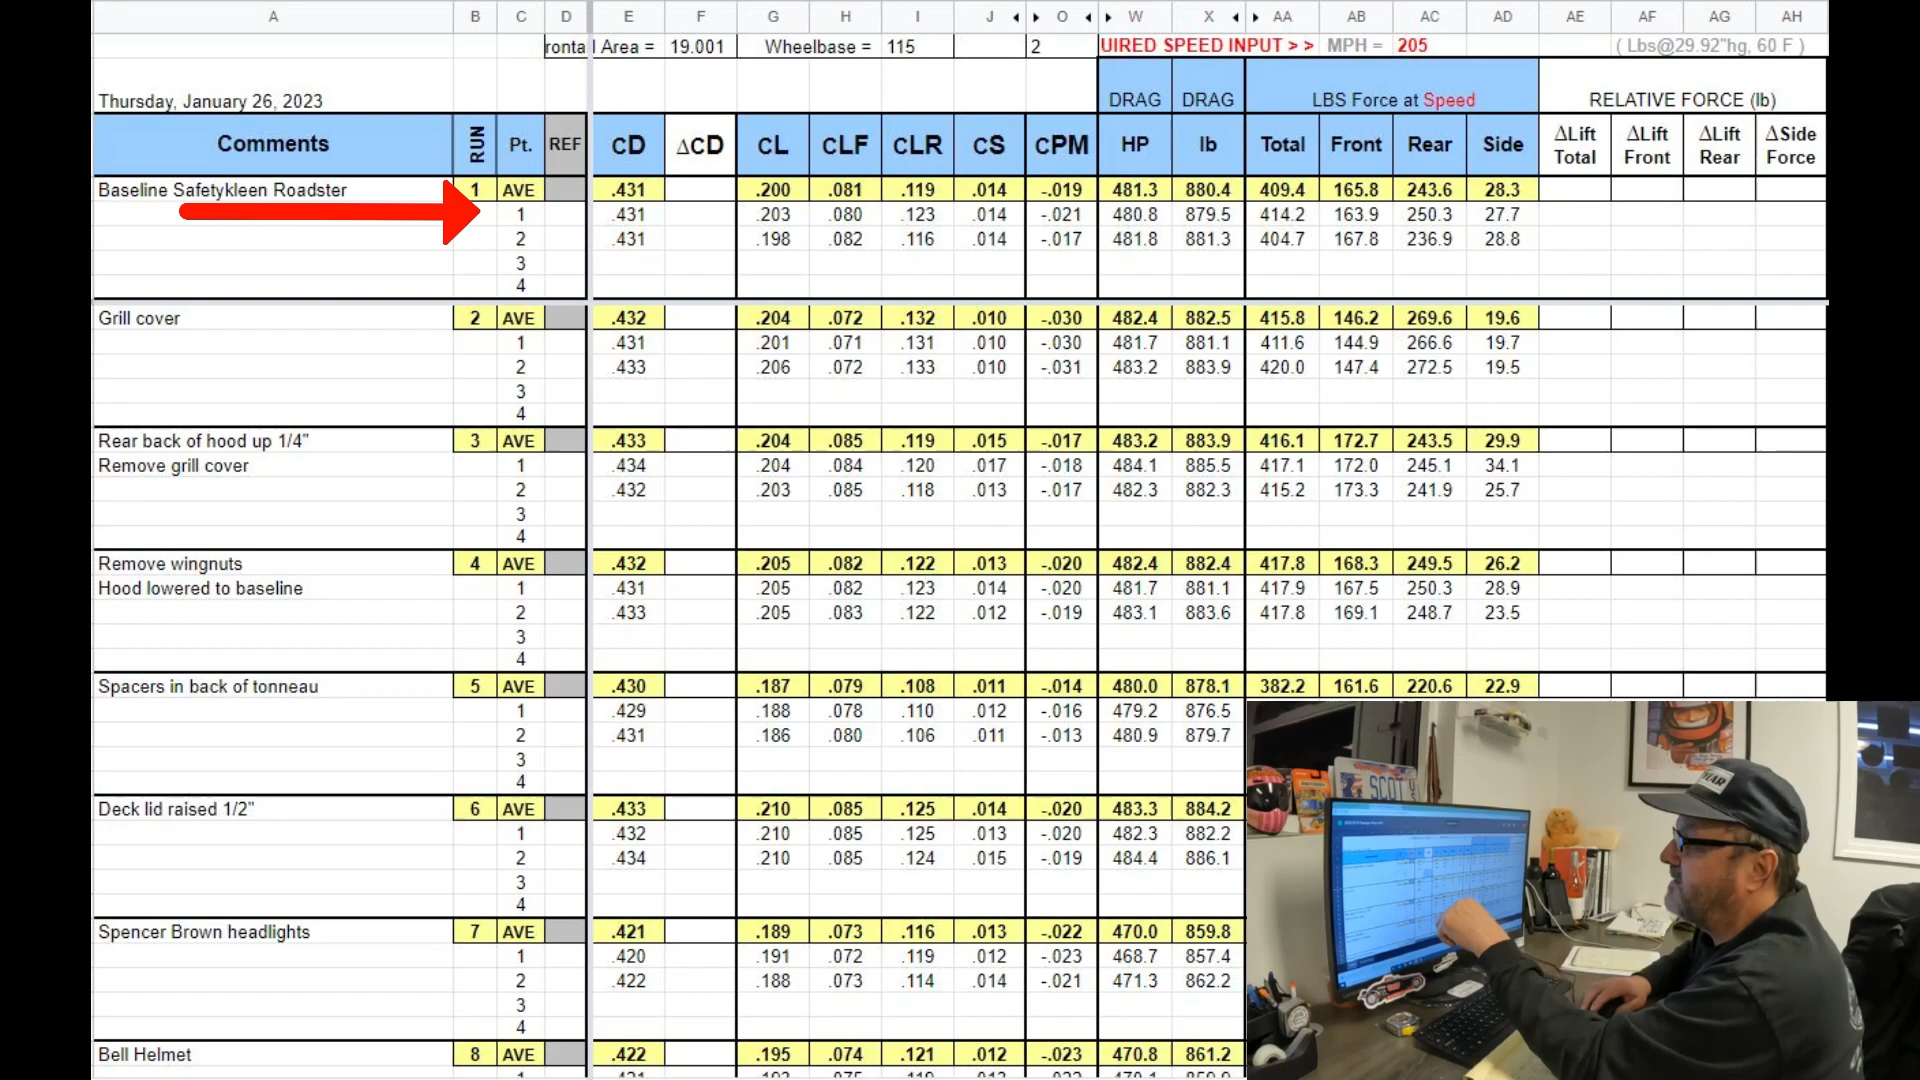 A B C D E F G H I J O W X AA AB AC AD AE AF AG AH
ronta l Area = 19.001 Wheelbase = 115 2 UIRED SPEED INPUT > > MPH = 205 ( Lbs@29.92"hg, 60 F )
Thursday, January 26, 2023 DRAG DRAG LBS Force at Speed RELATIVE FORCE (lb)
Comments RUN Pt. REF CD ΔCD CL CLF CLR CS CPM HP lb Total Front Rear Side ΔLift Total ΔLift Front ΔLift Rear ΔSide Force
Baseline Safetykleen Roadster 1 AVE .431 .200 .081 .119 .014 -.019 481.3 880.4 409.4 165.8 243.6 28.3
1 .431 .203 .080 .123 .014 -.021 480.8 879.5 414.2 163.9 250.3 27.7
2 .431 .198 .082 .116 .014 -.017 481.8 881.3 404.7 167.8 236.9 28.8
3
4
Grill cover 2 AVE .432 .204 .072 .132 .010 -.030 482.4 882.5 415.8 146.2 269.6 19.6
1 .431 .201 .071 .131 .010 -.030 481.7 881.1 411.6 144.9 266.6 19.7
2 .433 .206 .072 .133 .010 -.031 483.2 883.9 420.0 147.4 272.5 19.5
3
4
Rear back of hood up 1/4" 3 AVE .433 .204 .085 .119 .015 -.017 483.2 883.9 416.1 172.7 243.5 29.9
Remove grill cover 1 .434 .204 .084 .120 .017 -.018 484.1 885.5 417.1 172.0 245.1 34.1
2 .432 .203 .085 .118 .013 -.017 482.3 882.3 415.2 173.3 241.9 25.7
3
4
Remove wingnuts 4 AVE .432 .205 .082 .122 .013 -.020 482.4 882.4 417.8 168.3 249.5 26.2
Hood lowered to baseline 1 .431 .205 .082 .123 .014 -.020 481.7 881.1 417.9 167.5 250.3 28.9
2 .433 .205 .083 .122 .012 -.019 483.1 883.6 417.8 169.1 248.7 23.5
3
4
Spacers in back of tonneau 5 AVE .430 .187 .079 .108 .011 -.014 480.0 878.1 382.2 161.6 220.6 22.9
1 .429 .188 .078 .110 .012 -.016 479.2 876.5
2 .431 .186 .080 .106 .011 -.013 480.9 879.7
3
4
Deck lid raised 1/2" 6 AVE .433 .210 .085 .125 .014 -.020 483.3 884.2
1 .432 .210 .085 .125 .013 -.020 482.3 882.2
2 .434 .210 .085 .124 .015 -.019 484.4 886.1
3
4
Spencer Brown headlights 7 AVE .421 .189 .073 .116 .013 -.022 470.0 859.8
1 .420 .191 .072 .119 .012 -.023 468.7 857.4
2 .422 .188 .073 .114 .014 -.021 471.3 862.2
3
4
Bell Helmet 8 AVE .422 .195 .074 .121 .012 -.023 470.8 861.2
SCOT